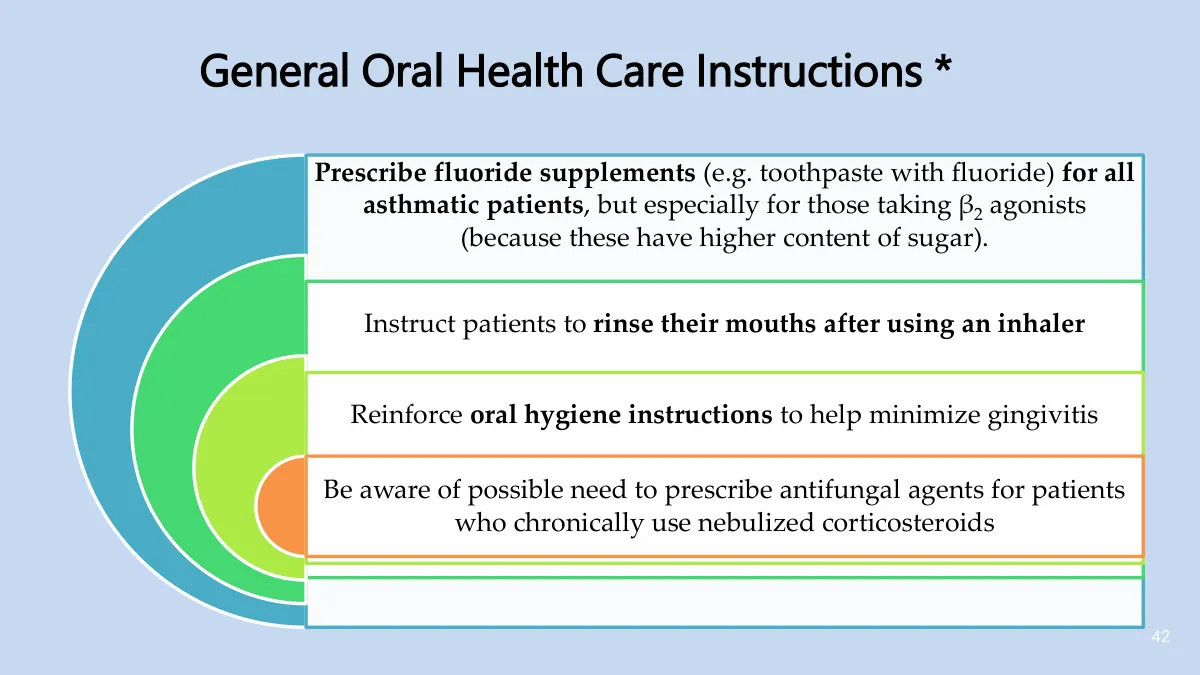 General Oral Health Care Instructions *
Prescribe fluoride supplements (e.g. toothpaste with fluoride) for all
asthmatic patients, but especially for those taking β₂ agonists
(because these have higher content of sugar).
Instruct patients to rinse their mouths after using an inhaler
Reinforce oral hygiene instructions to help minimize gingivitis
Be aware of possible need to prescribe antifungal agents for patients
who chronically use nebulized corticosteroids
42